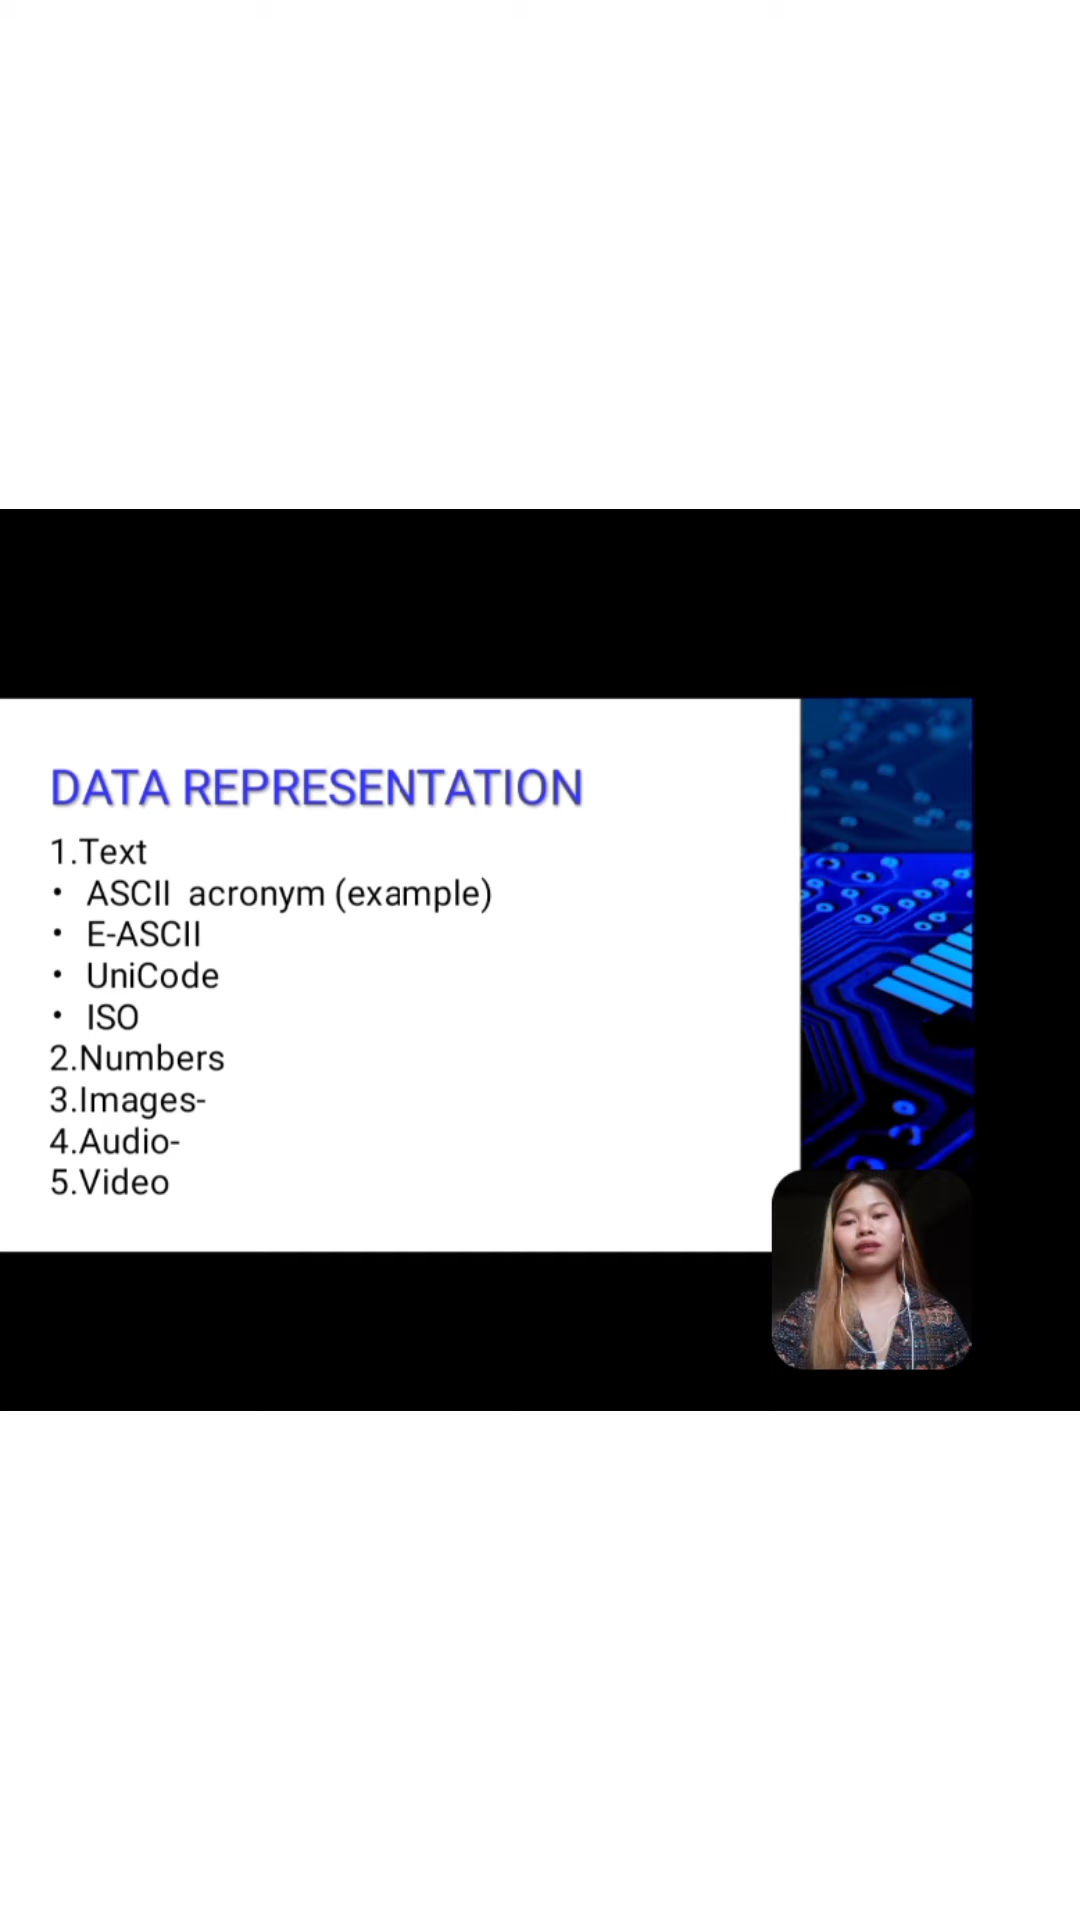 DATA REPRESENTATION
1.Text
• ASCII acronym (example)
• E-ASCII
• UniCode
• ISO
2.Numbers
3.Images-
4.Audio-
5.Video